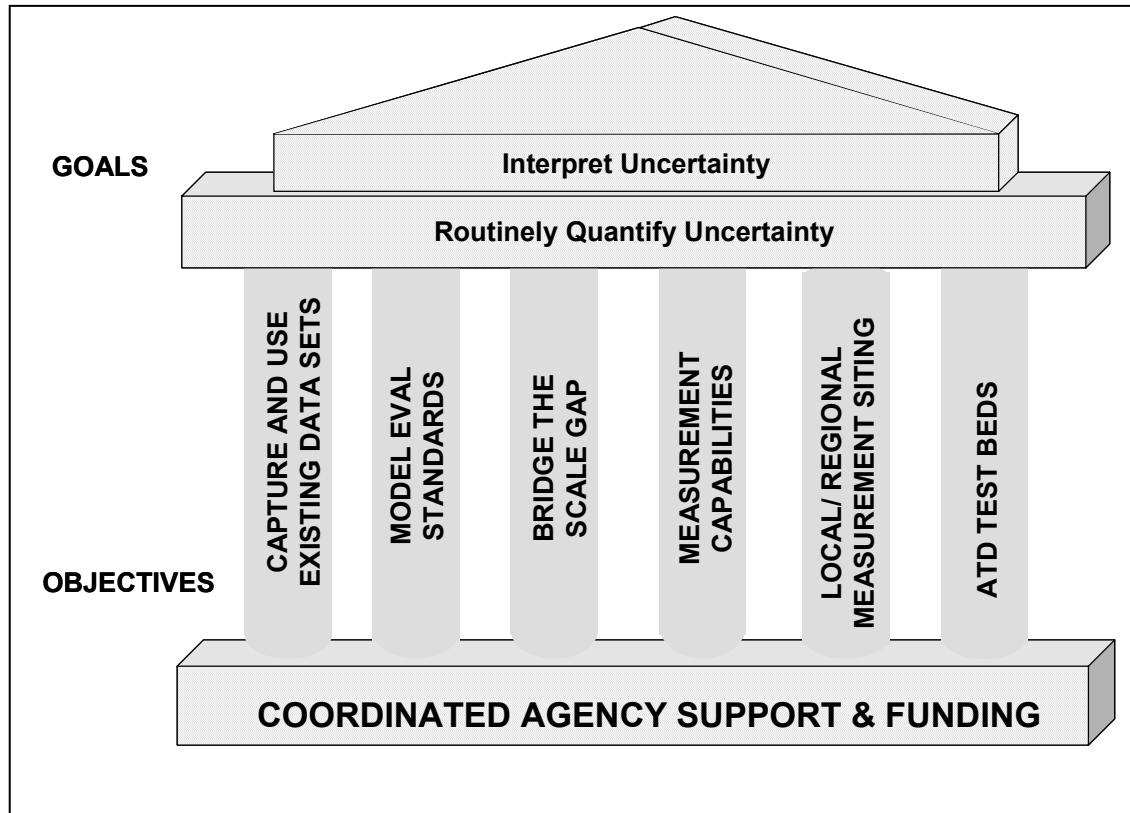 GOALS
Interpret Uncertainty
Routinely Quantify Uncertainty
CAPTURE AND USE
EXISTING DATA SETS
MODEL EVAL
STANDARDS
BRIDGE THE
SCALE GAP
MEASUREMENT
CAPABILITIES
LOCAL/ REGIONAL
MEASUREMENT SITING
ATD TEST BEDS
OBJECTIVES
COORDINATED AGENCY SUPPORT & FUNDING